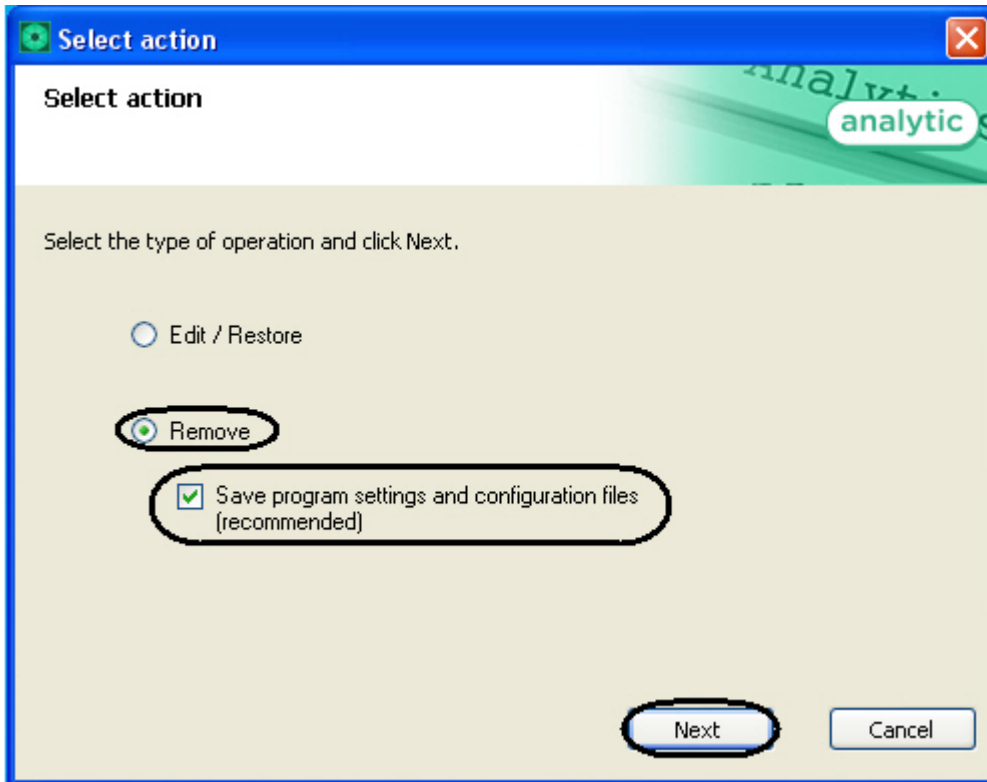 Select action
Select action
Analytics
analytic
Select the type of operation and click Next.
Edit / Restore
Remove
Save program settings and configuration files
(recommended)
Next
Cancel